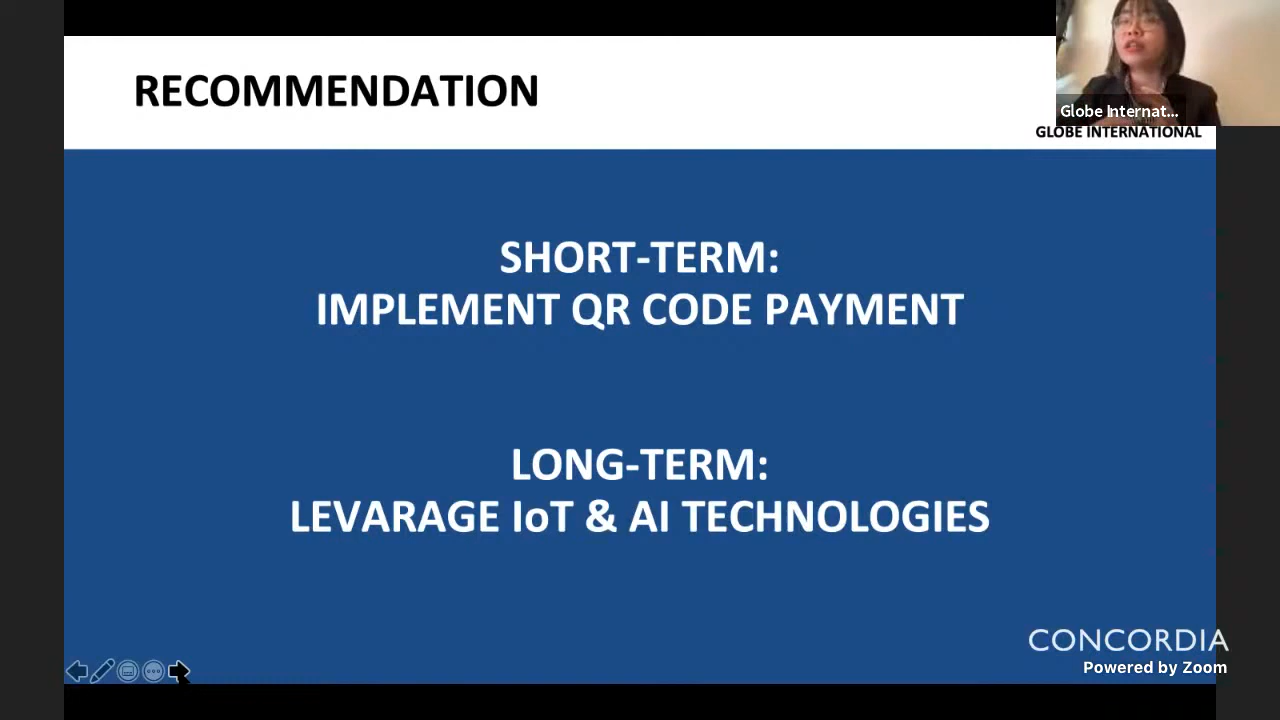 RECOMMENDATION
Globe Internat...
GLOBE INTERNATIONAL
SHORT-TERM:
IMPLEMENT QR CODE PAYMENT
LONG-TERM:
LEVARAGE IoT & AI TECHNOLOGIES
CONCORDIA
Powered by Zoom